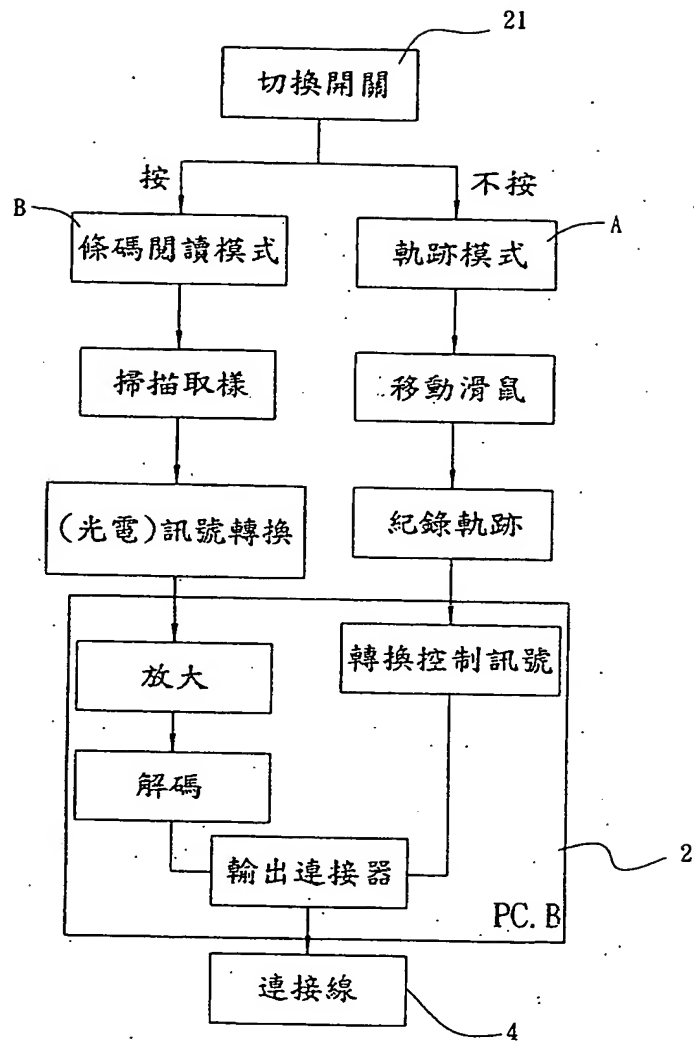 21
切換開關
按
不按
B
條碼閱讀模式
A
軌跡模式
掃描取樣
移動滑鼠
(光電)訊號轉換
紀錄軌跡
放大
轉換控制訊號
解碼
輸出連接器
2
PC. B
連接線
4